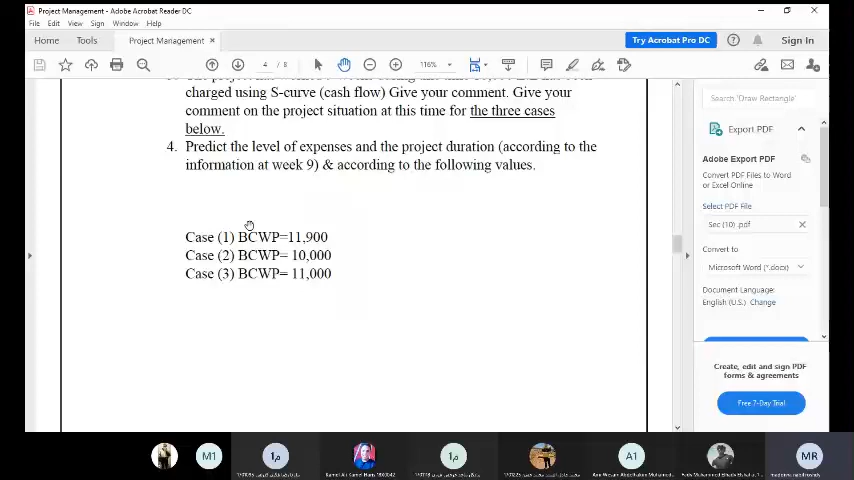 Project Management - Adobe Acrobat Reader DC
File Edit View Sign Window Help
Home Tools Project Management × Try Acrobat Pro DC Sign In
4 / 8 116%
charged using S-curve (cash flow) Give your comment. Give your
comment on the project situation at this time for the three cases
below.
4. Predict the level of expenses and the project duration (according to the
information at week 9) & according to the following values.
Case (1) BCWP=11,900
Case (2) BCWP= 10,000
Case (3) BCWP= 11,000
Search 'Draw Rectangle'
Export PDF
Adobe Export PDF
Convert PDF Files to Word
or Excel Online
Select PDF File
Sec (10) .pdf
Convert to
Microsoft Word (*.docx)
Document Language:
English (U.S.) Change
Create, edit and sign PDF
forms & agreements
Free 7-Day Trial
M1
A1
MR